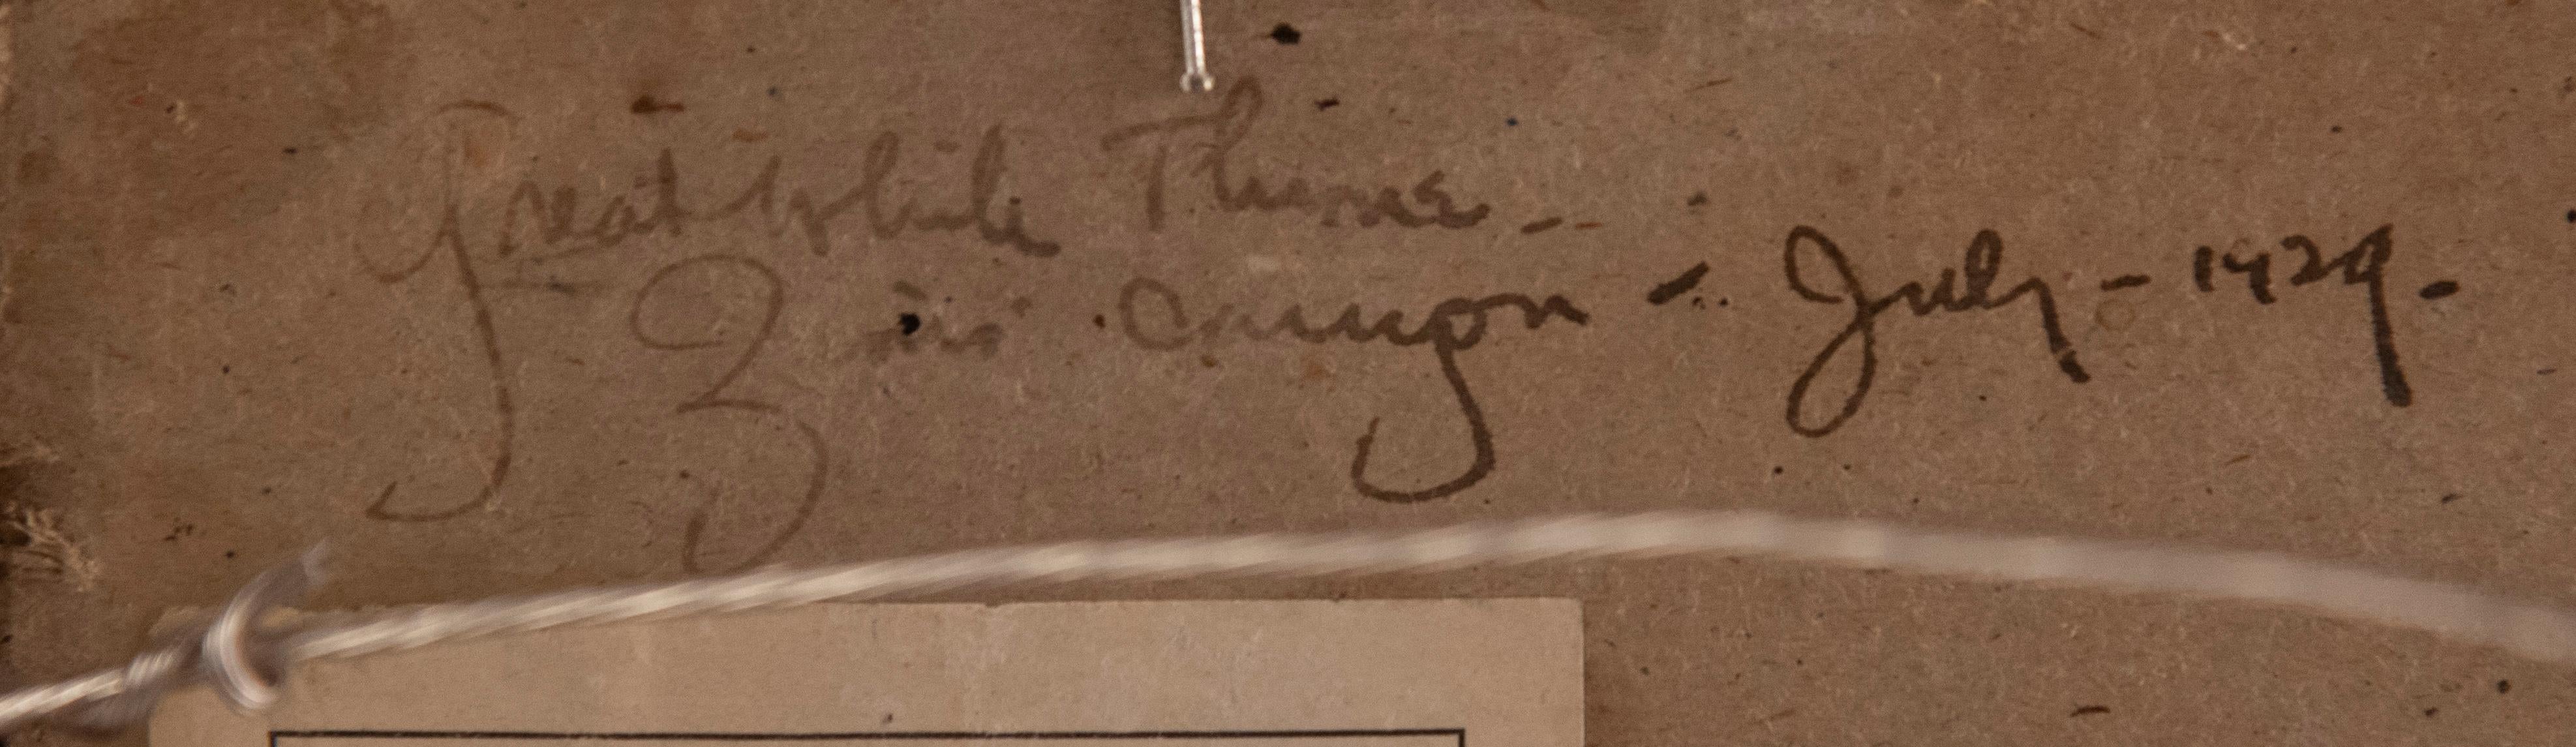 Great White Throne -
Zion Canyon - July - 1929 -